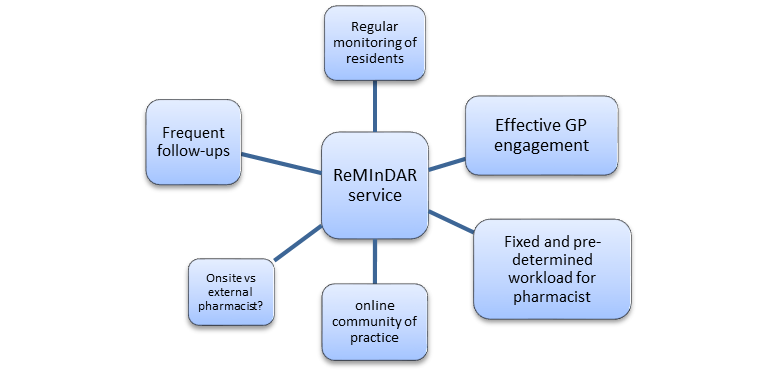 Regular
monitoring of
residents
Effective GP
engagement
Frequent
follow-ups
ReMInDAR
service
Fixed and pre-
determined
workload for
pharmacist
Onsite vs
external
pharmacist?
online
community of
practice